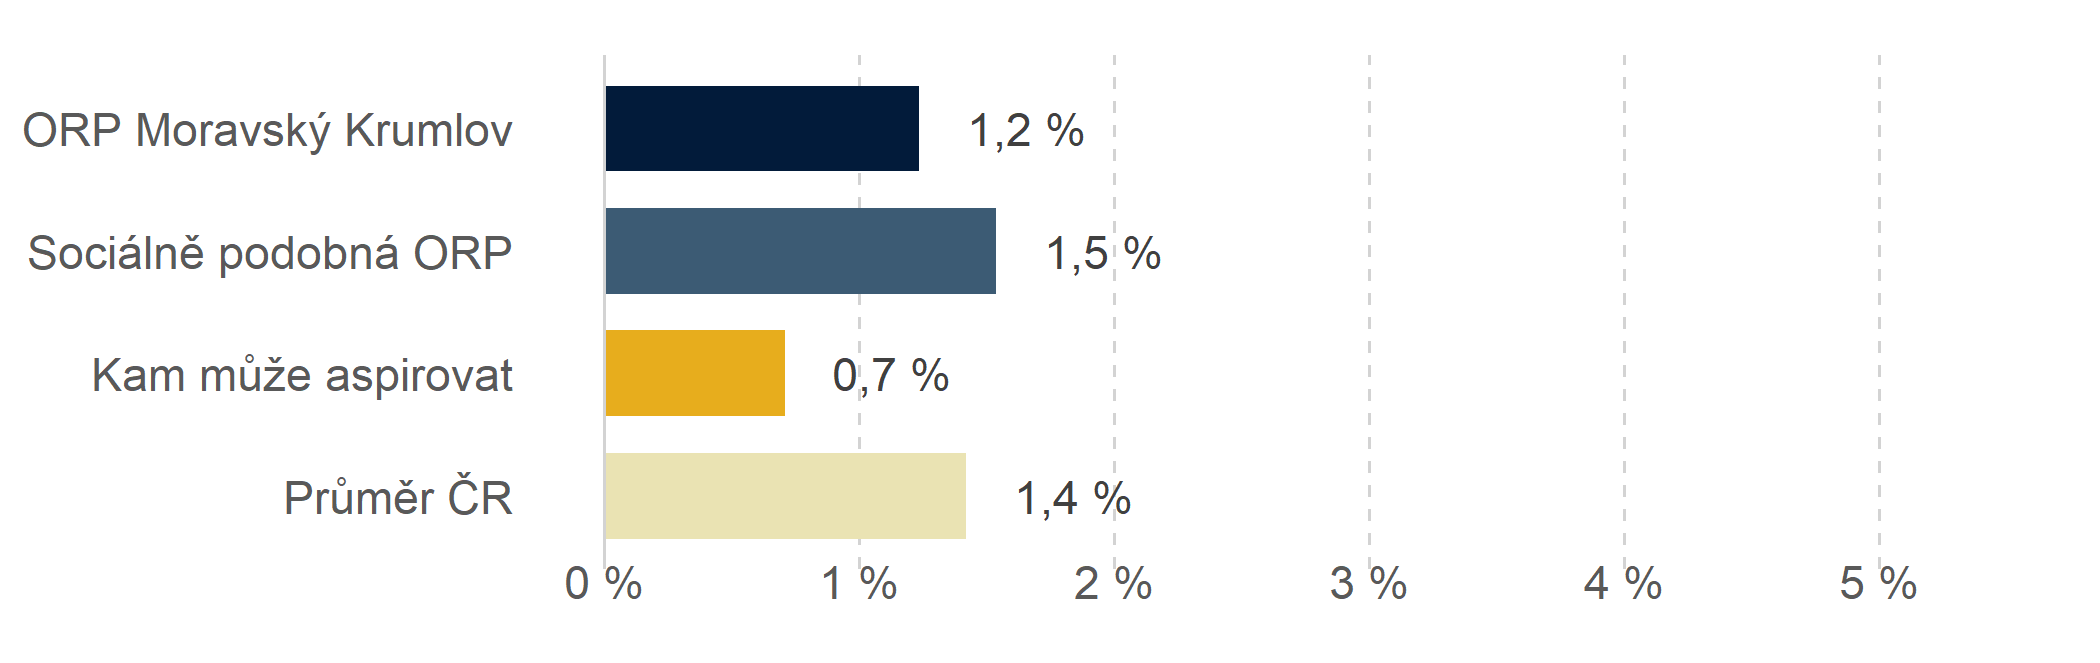 ORP Moravský Krumlov
1,2 %
Sociálně podobná ORP
1,5 %
Kam může aspirovat
0,7 %
Průměr ČR
1,4 %
0 % 1 % 2 % 3 % 4 % 5 %